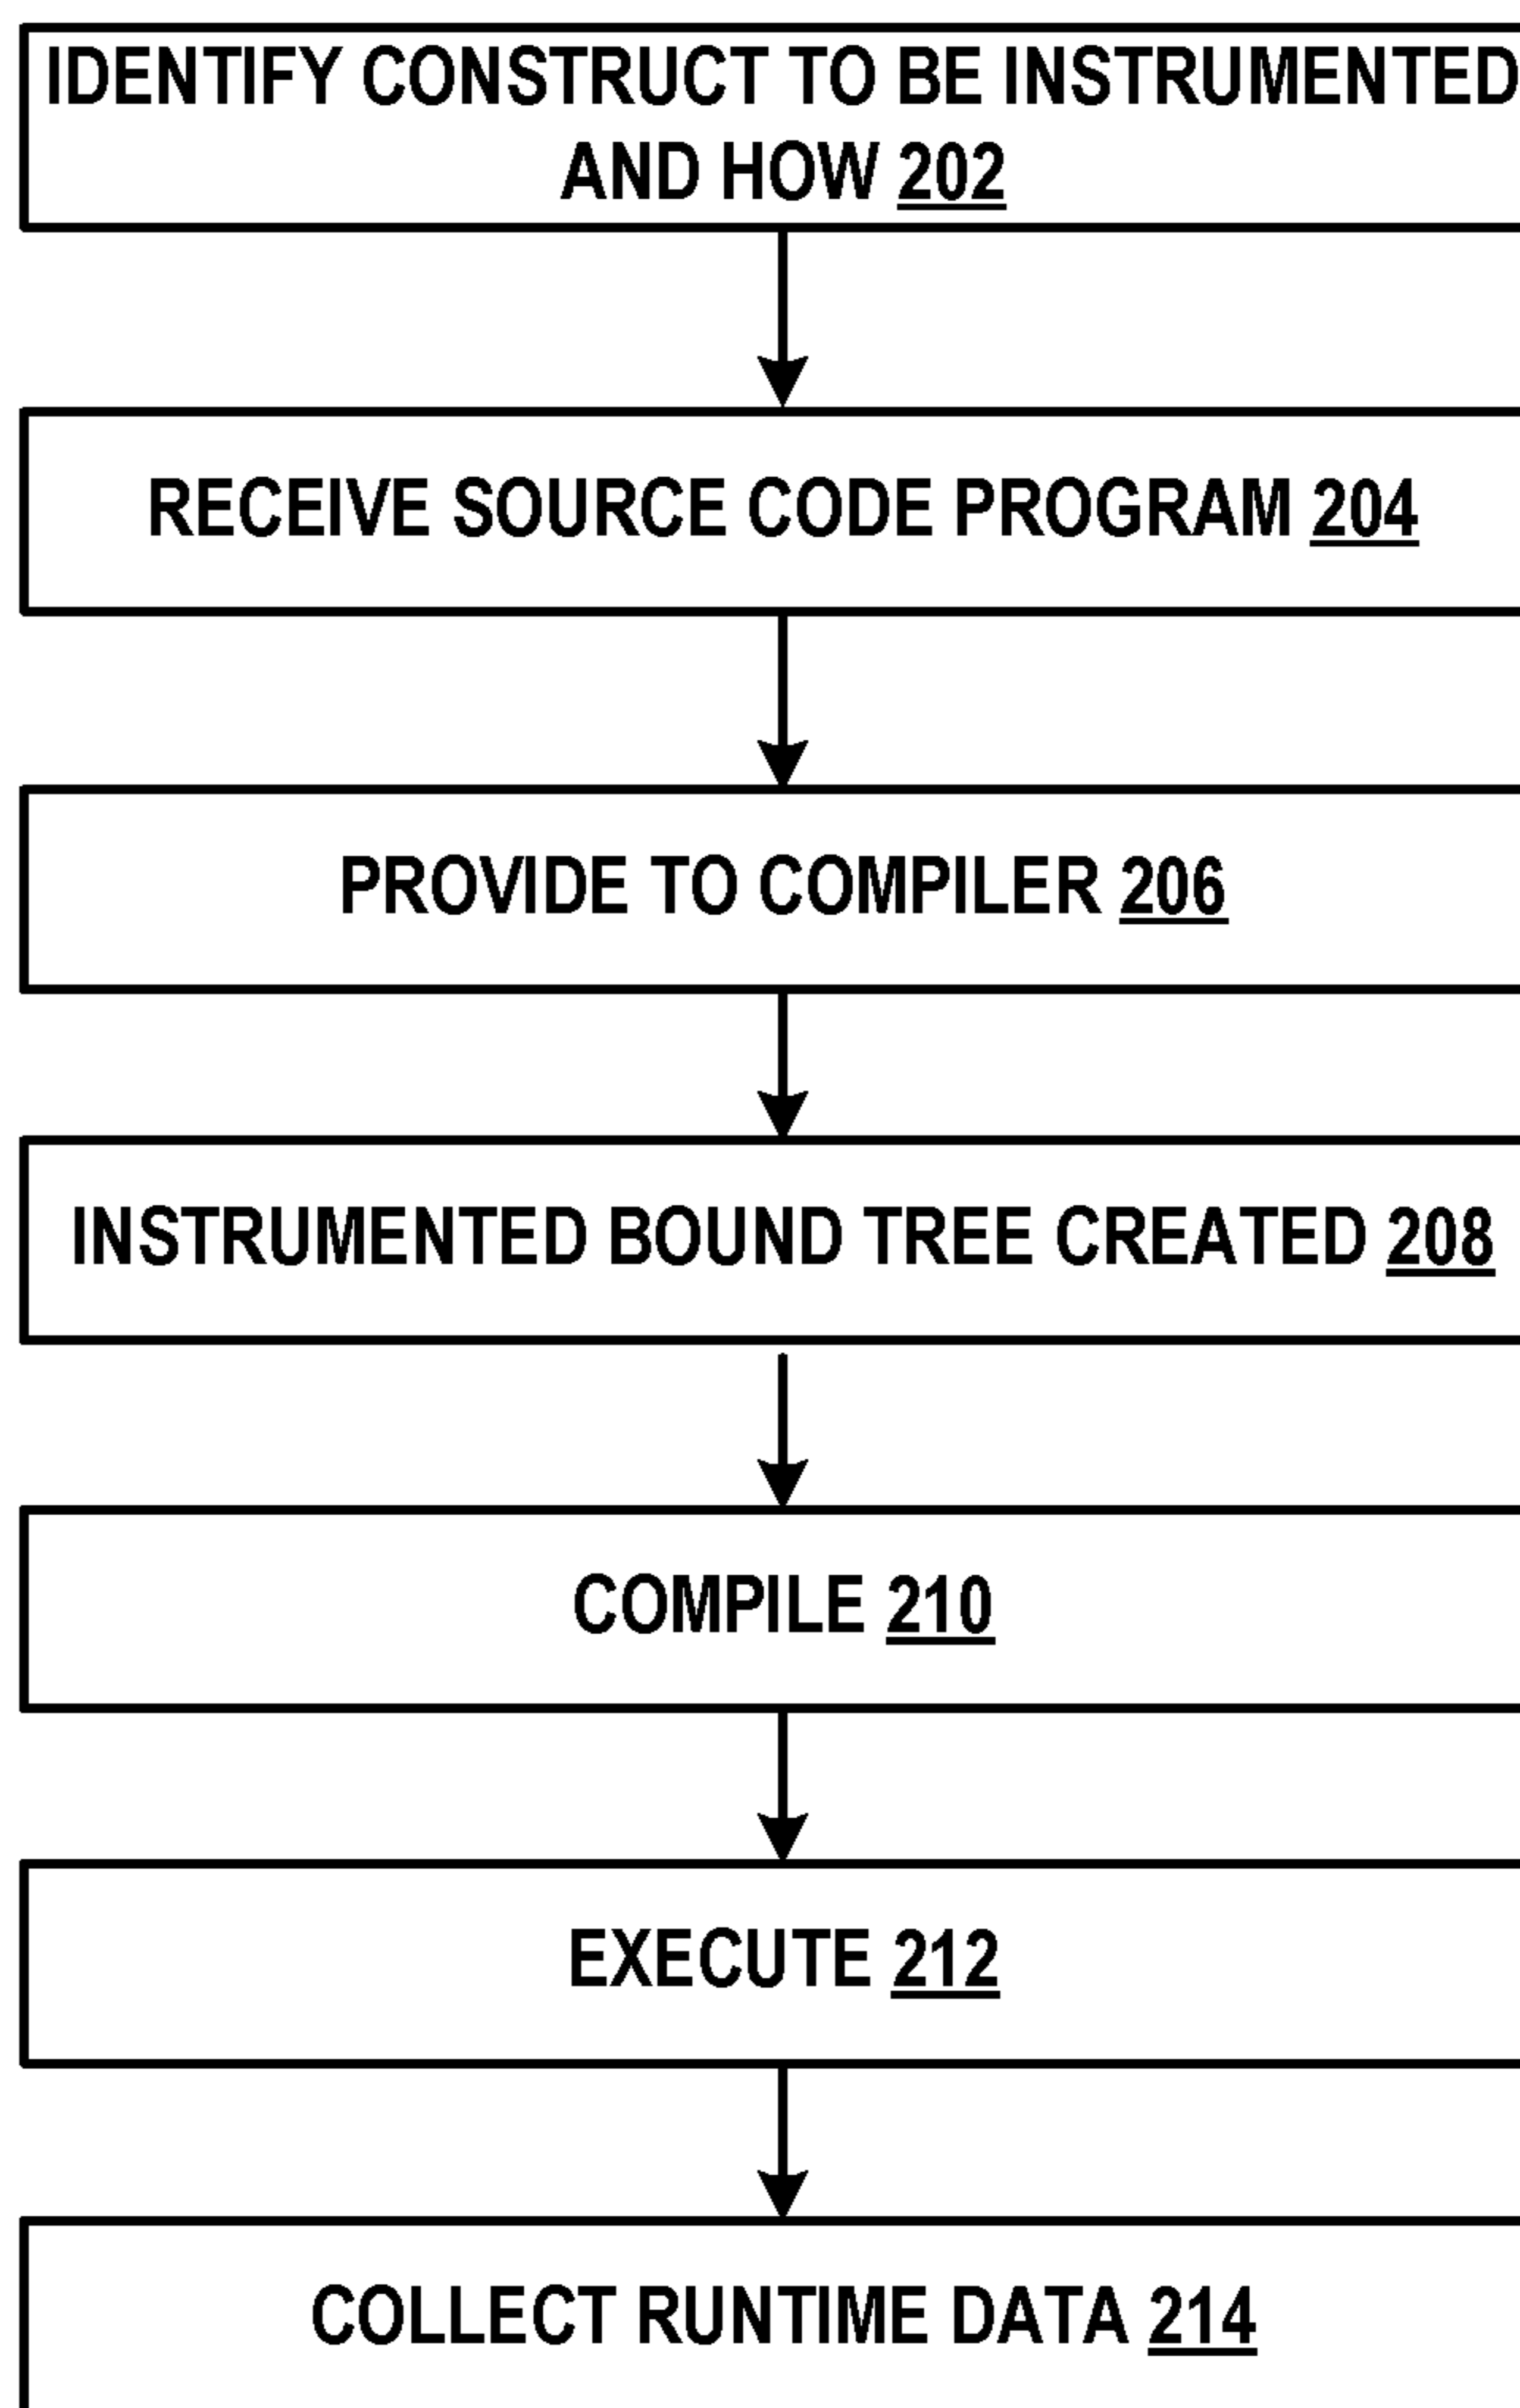 IDENTIFY CONSTRUCT TO BE INSTRUMENTED
AND HOW 202
RECEIVE SOURCE CODE PROGRAM 204
PROVIDE TO COMPILER 206
INSTRUMENTED BOUND TREE CREATED 208
COMPILE 210
EXECUTE 212
COLLECT RUNTIME DATA 214